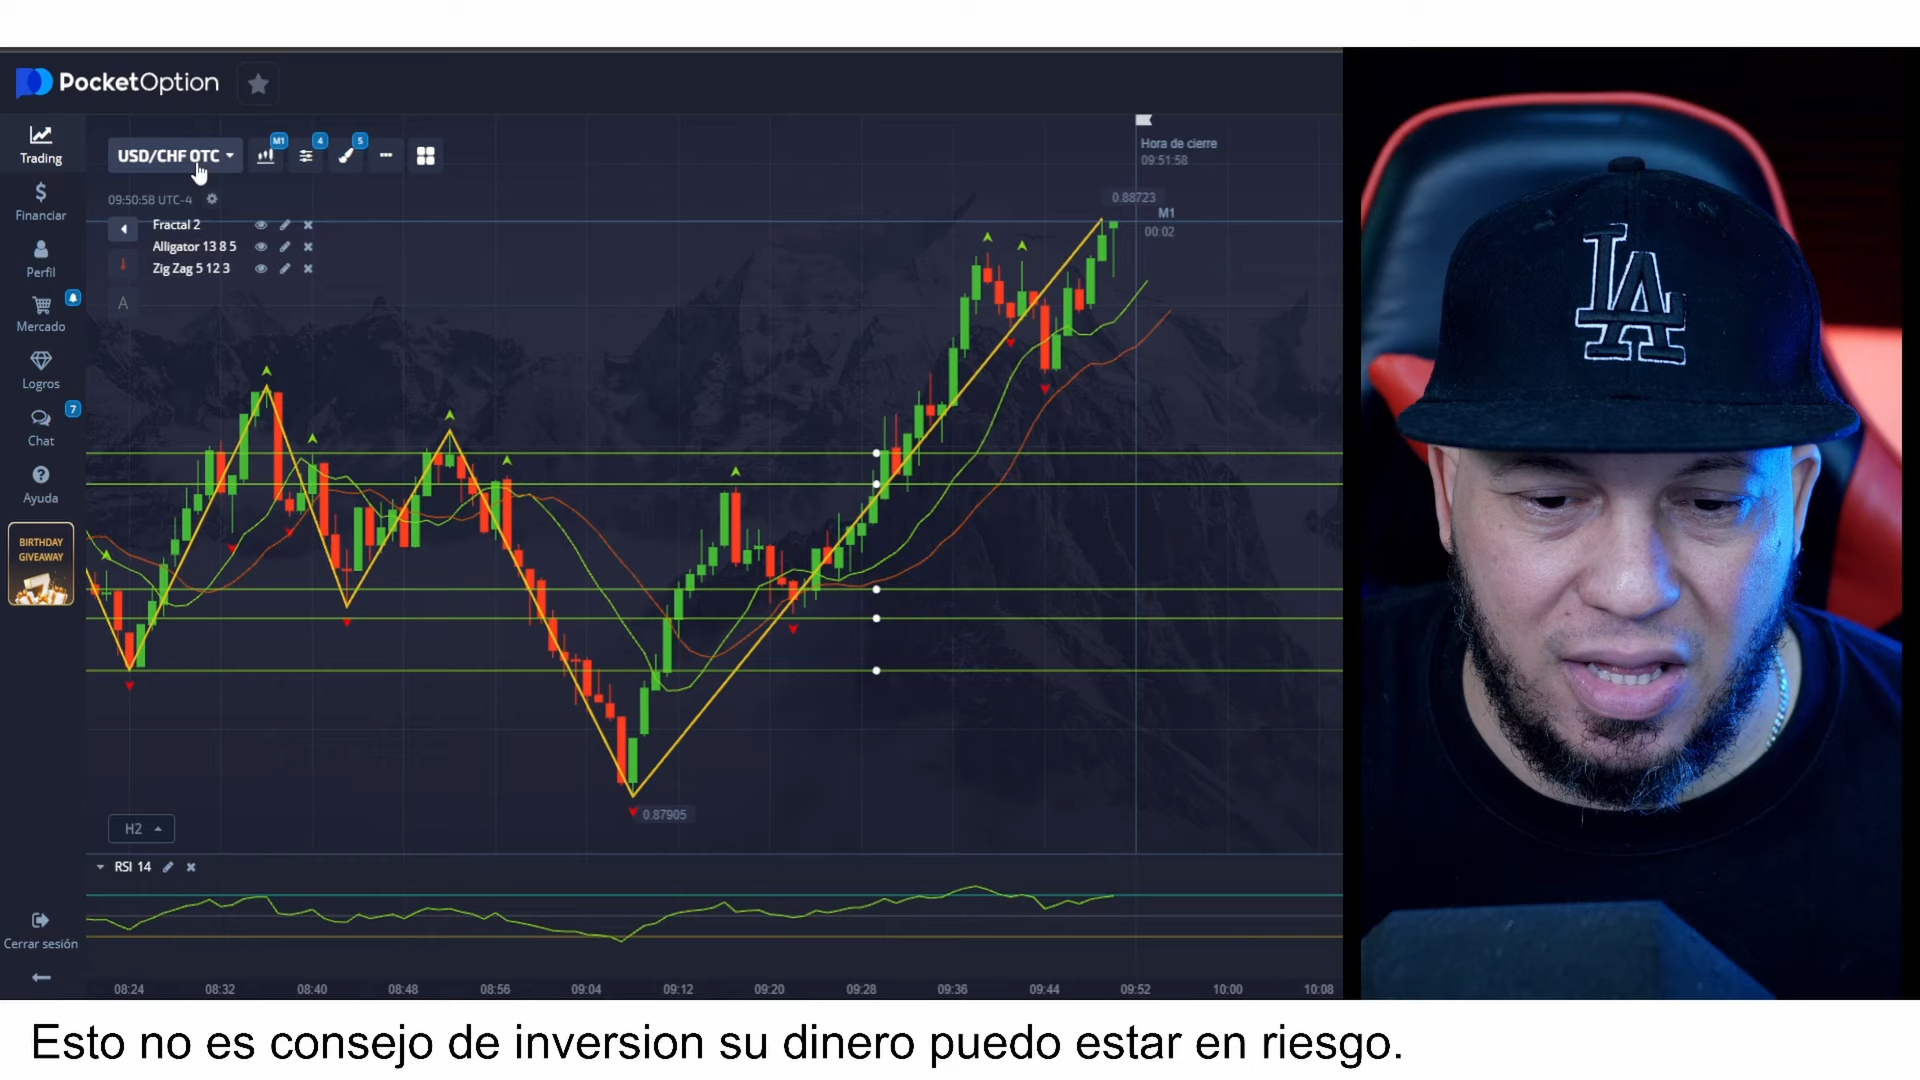 PocketOption
Trading
Financiar
Perfil
Mercado
Logros
Chat
7
Ayuda
BIRTHDAY
GIVEAWAY
Cerrar sesión
USD/CHF OTC
M1
4
5
09:50:58 UTC-4
Fractal 2
Alligator 13 8 5
Zig Zag 5 12 3
A
Hora de cierre
09:51:58
0.88723
M1
00:02
LA
0.87905
H2
RSI 14
08:24 08:32 08:40 08:48 08:56 09:04 09:12 09:20 09:28 09:36 09:44 09:52 10:00 10:08
Esto no es consejo de inversion su dinero puedo estar en riesgo.